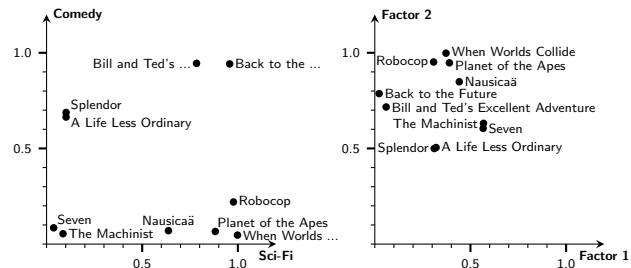 Comedy
1.0
Bill and Ted's ...
Back to the ...
Splendor
A Life Less Ordinary
0.5
Robocop
Seven
The Machinist
Nausicaä
Planet of the Apes
When Worlds ...
0.5
1.0
Sci-Fi
Factor 2
1.0
When Worlds Collide
Robocop
Planet of the Apes
Nausicaä
Back to the Future
Bill and Ted's Excellent Adventure
The Machinist
Seven
0.5
Splendor
A Life Less Ordinary
0.5
1.0
Factor 1